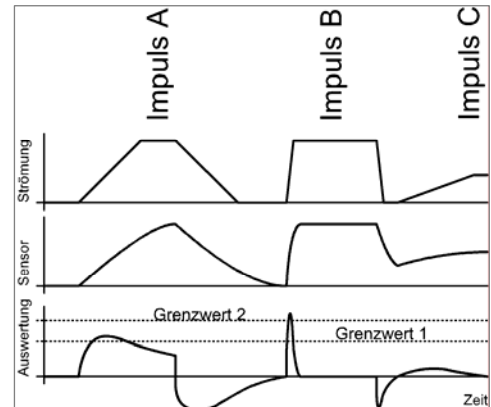 Impuls A
Impuls B
Impuls C
Strömung
Sensor
Auswertung
Grenzwert 2
Grenzwert 1
Zeit